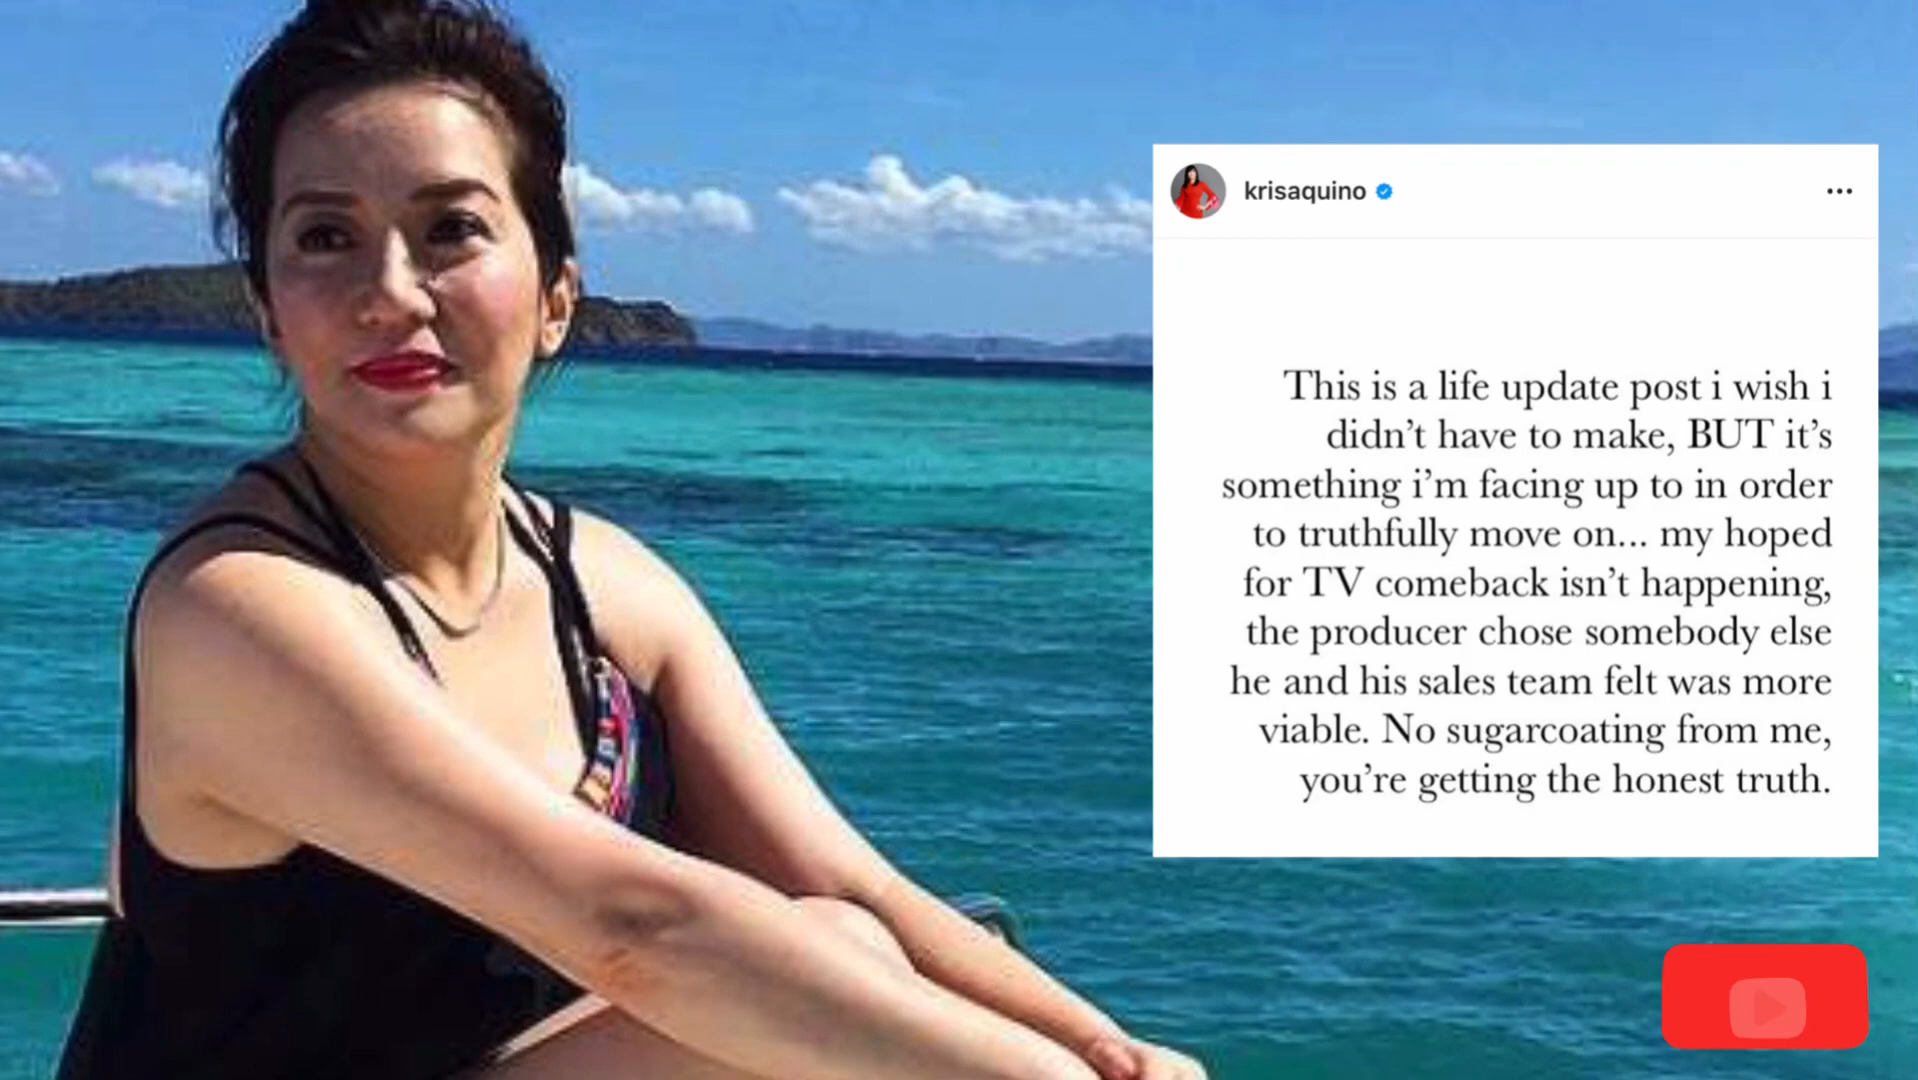 krisaquino
This is a life update post i wish i
didn’t have to make, BUT it’s
something i’m facing up to in order
to truthfully move on... my hoped
for TV comeback isn’t happening,
the producer chose somebody else
he and his sales team felt was more
viable. No sugarcoating from me,
you’re getting the honest truth.